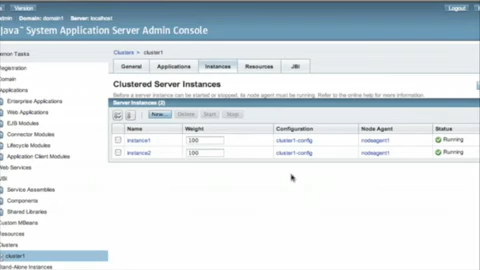 Version
Logout
Domain: domain1 Server: localhost
Java™ System Application Server Admin Console
Clusters > cluster1
General Applications Instances Resources JBI
Clustered Server Instances
Before a server instance can be started or stopped, its node agent must be running. Refer to the online help for more information.
Server Instances (2)
New... Delete Start Stop
Name Weight Configuration Node Agent Status
instance1 100 cluster1-config nodeagent1 Running
instance2 100 cluster1-config nodeagent1 Running
mmon Tasks
Registration
Domain
Applications
Enterprise Applications
Web Applications
EJB Modules
Connector Modules
Lifecycle Modules
Application Client Modules
Web Services
JBI
Service Assemblies
Components
Shared Libraries
Custom MBeans
Resources
Clusters
cluster1
Stand-Alone Instances